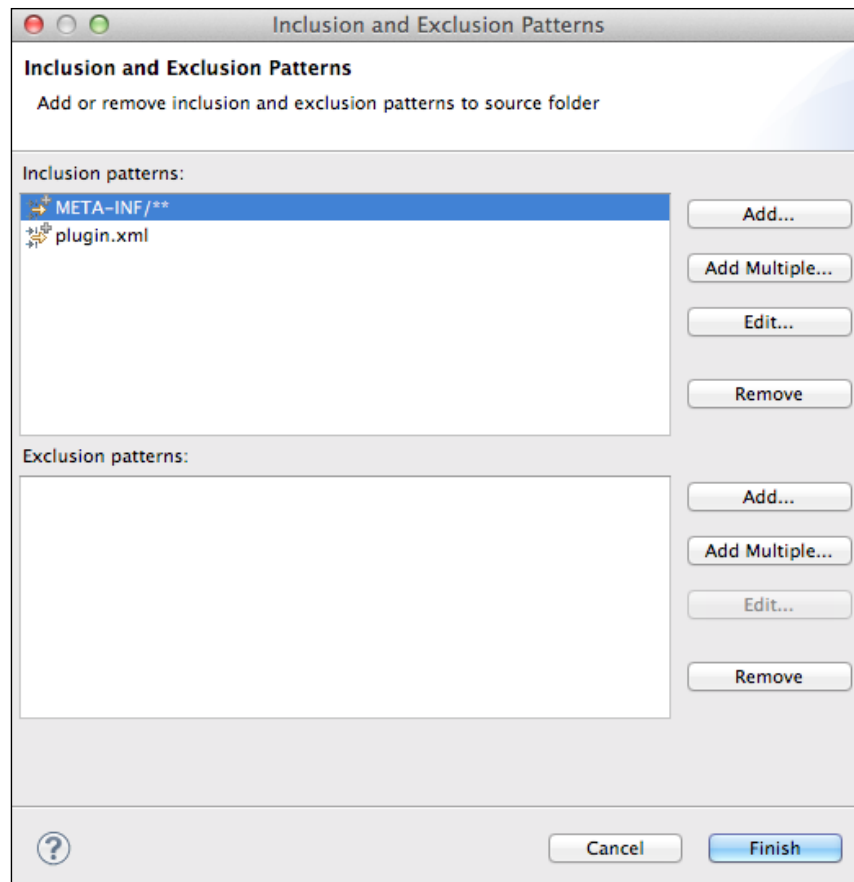 Inclusion and Exclusion Patterns
Inclusion and Exclusion Patterns
Add or remove inclusion and exclusion patterns to source folder
Inclusion patterns:
META-INF/**
plugin.xml
Add...
Add Multiple...
Edit...
Remove
Exclusion patterns:
Add...
Add Multiple...
Edit...
Remove
?
Cancel
Finish